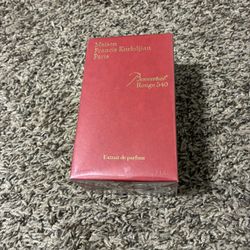 Maison
Francis Kurkdjian
Paris
Baccarat
Rouge 540
Extrait de parfum